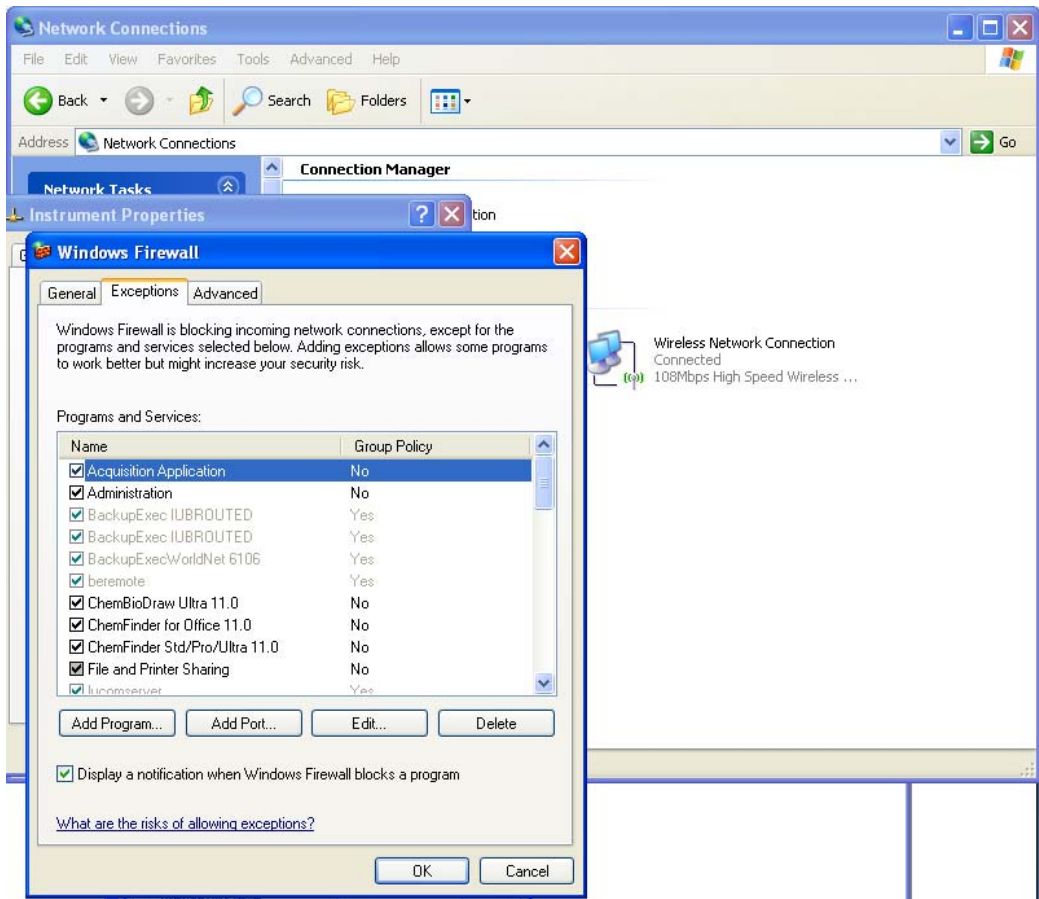 Network Connections
File Edit View Favorites Tools Advanced Help
Back Search Folders
Address Network Connections Go
Connection Manager
Network Tasks
Instrument Properties
tion
Windows Firewall
General Exceptions Advanced
Windows Firewall is blocking incoming network connections, except for the
programs and services selected below. Adding exceptions allows some programs
to work better but might increase your security risk.
Programs and Services:
Name Group Policy
Acquisition Application No
Administration No
BackupExec IUBROUTED Yes
BackupExec IUBROUTED Yes
BackupExecWorldNet 6106 Yes
beremote Yes
ChemBioDraw Ultra 11.0 No
ChemFinder for Office 11.0 No
ChemFinder Std/Pro/Ultra 11.0 No
File and Printer Sharing No
lucomserver Yes
Add Program... Add Port... Edit... Delete
Display a notification when Windows Firewall blocks a program
What are the risks of allowing exceptions?
OK Cancel
Wireless Network Connection
Connected
108Mbps High Speed Wireless ...